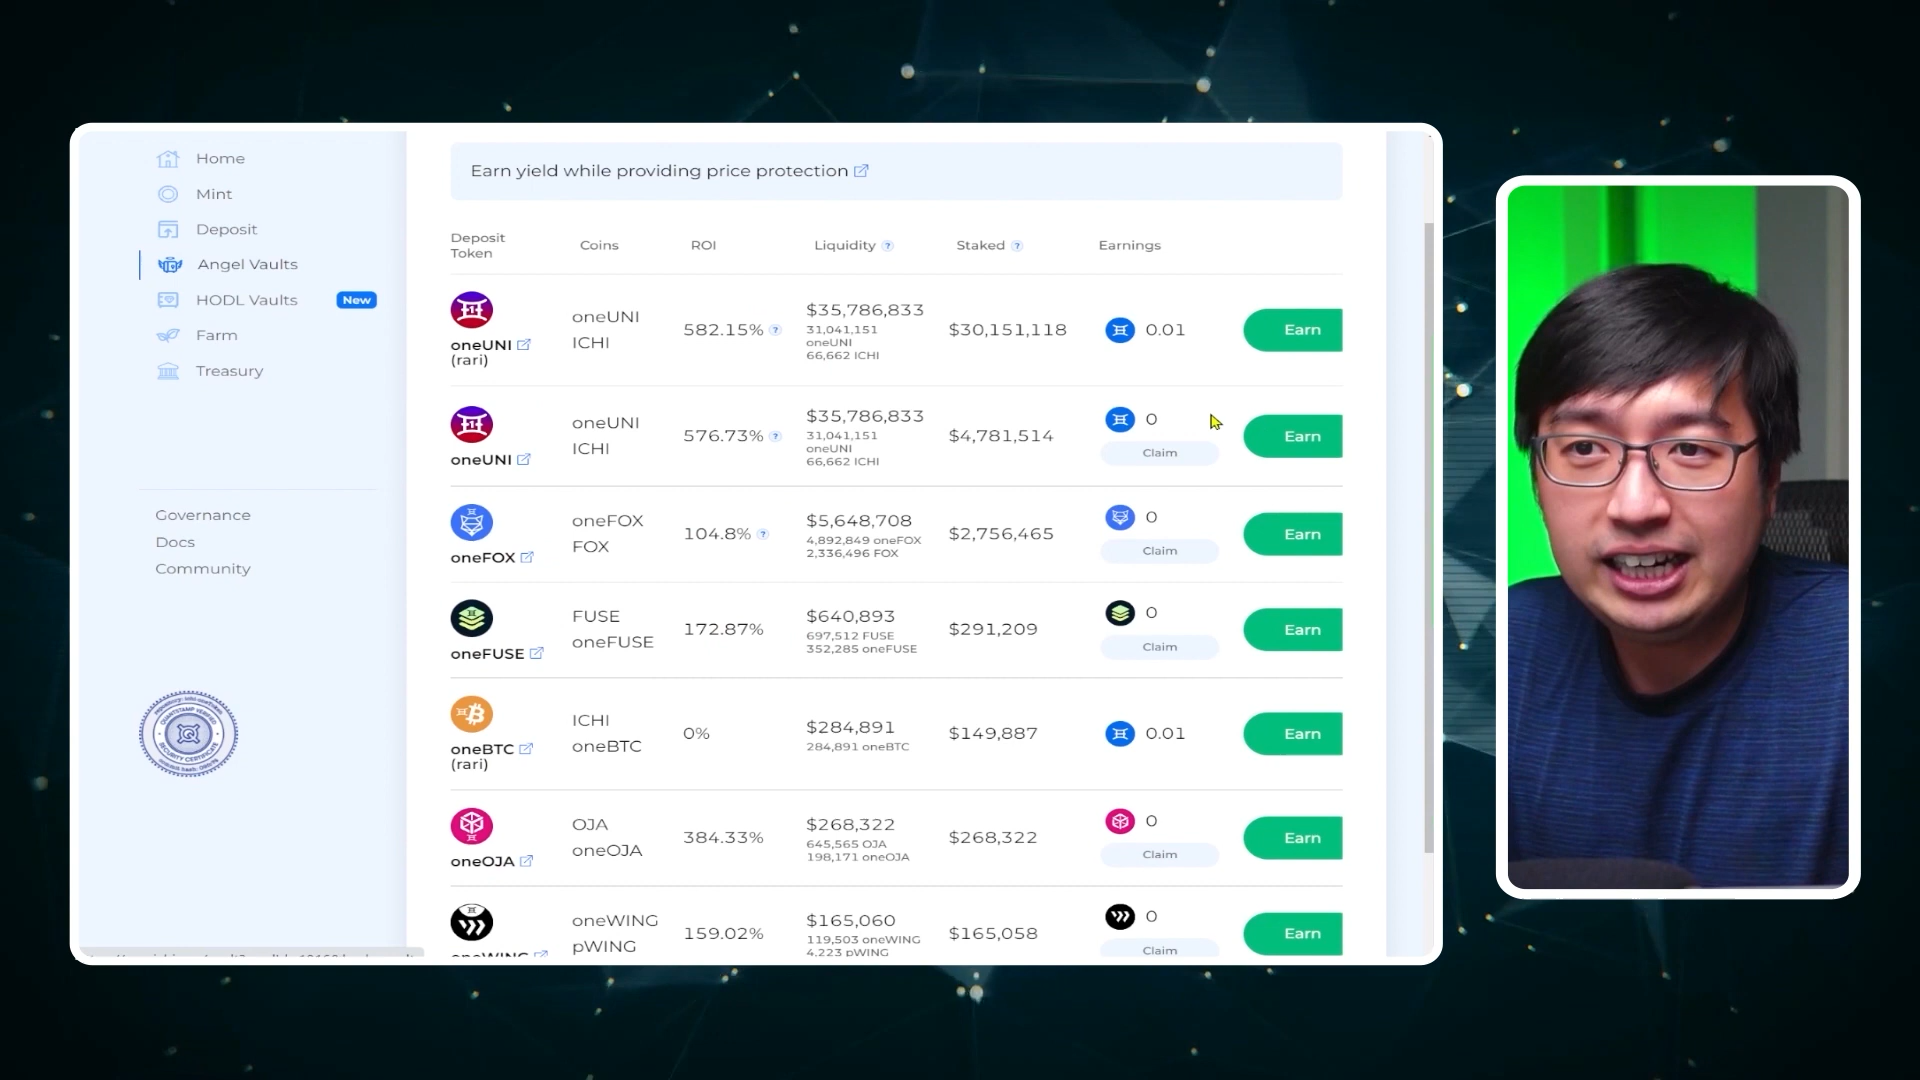 Home
Mint
Deposit
Angel Vaults
HODL Vaults New
Farm
Treasury
Governance
Docs
Community
Earn yield while providing price protection
Deposit Token Coins ROI Liquidity ? Staked ? Earnings
oneUNI (rari)
oneUNI
ICHI
582.15% ?
$35,786,833
31,041,151
oneUNI
66,662 ICHI
$30,151,118
0.01
Earn
oneUNI
oneUNI
ICHI
576.73% ?
$35,786,833
31,041,151
oneUNI
66,662 ICHI
$4,781,514
0
Claim
Earn
oneFOX
oneFOX
FOX
104.8% ?
$5,648,708
4,892,849 oneFOX
2,336,496 FOX
$2,756,465
0
Claim
Earn
oneFUSE
FUSE
oneFUSE
172.87%
$640,893
697,512 FUSE
352,285 oneFUSE
$291,209
0
Claim
Earn
oneBTC (rari)
ICHI
oneBTC
0%
$284,891
284,891 oneBTC
$149,887
0.01
Earn
oneOJA
OJA
oneOJA
384.33%
$268,322
645,565 OJA
198,171 oneOJA
$268,322
0
Claim
Earn
oneWING
oneWING
pWING
159.02%
$165,060
119,503 oneWING
4,223 pWING
$165,058
0
Claim
Earn
QUANTSTAMP VERIFIED
SECURITY CERTIFICATE